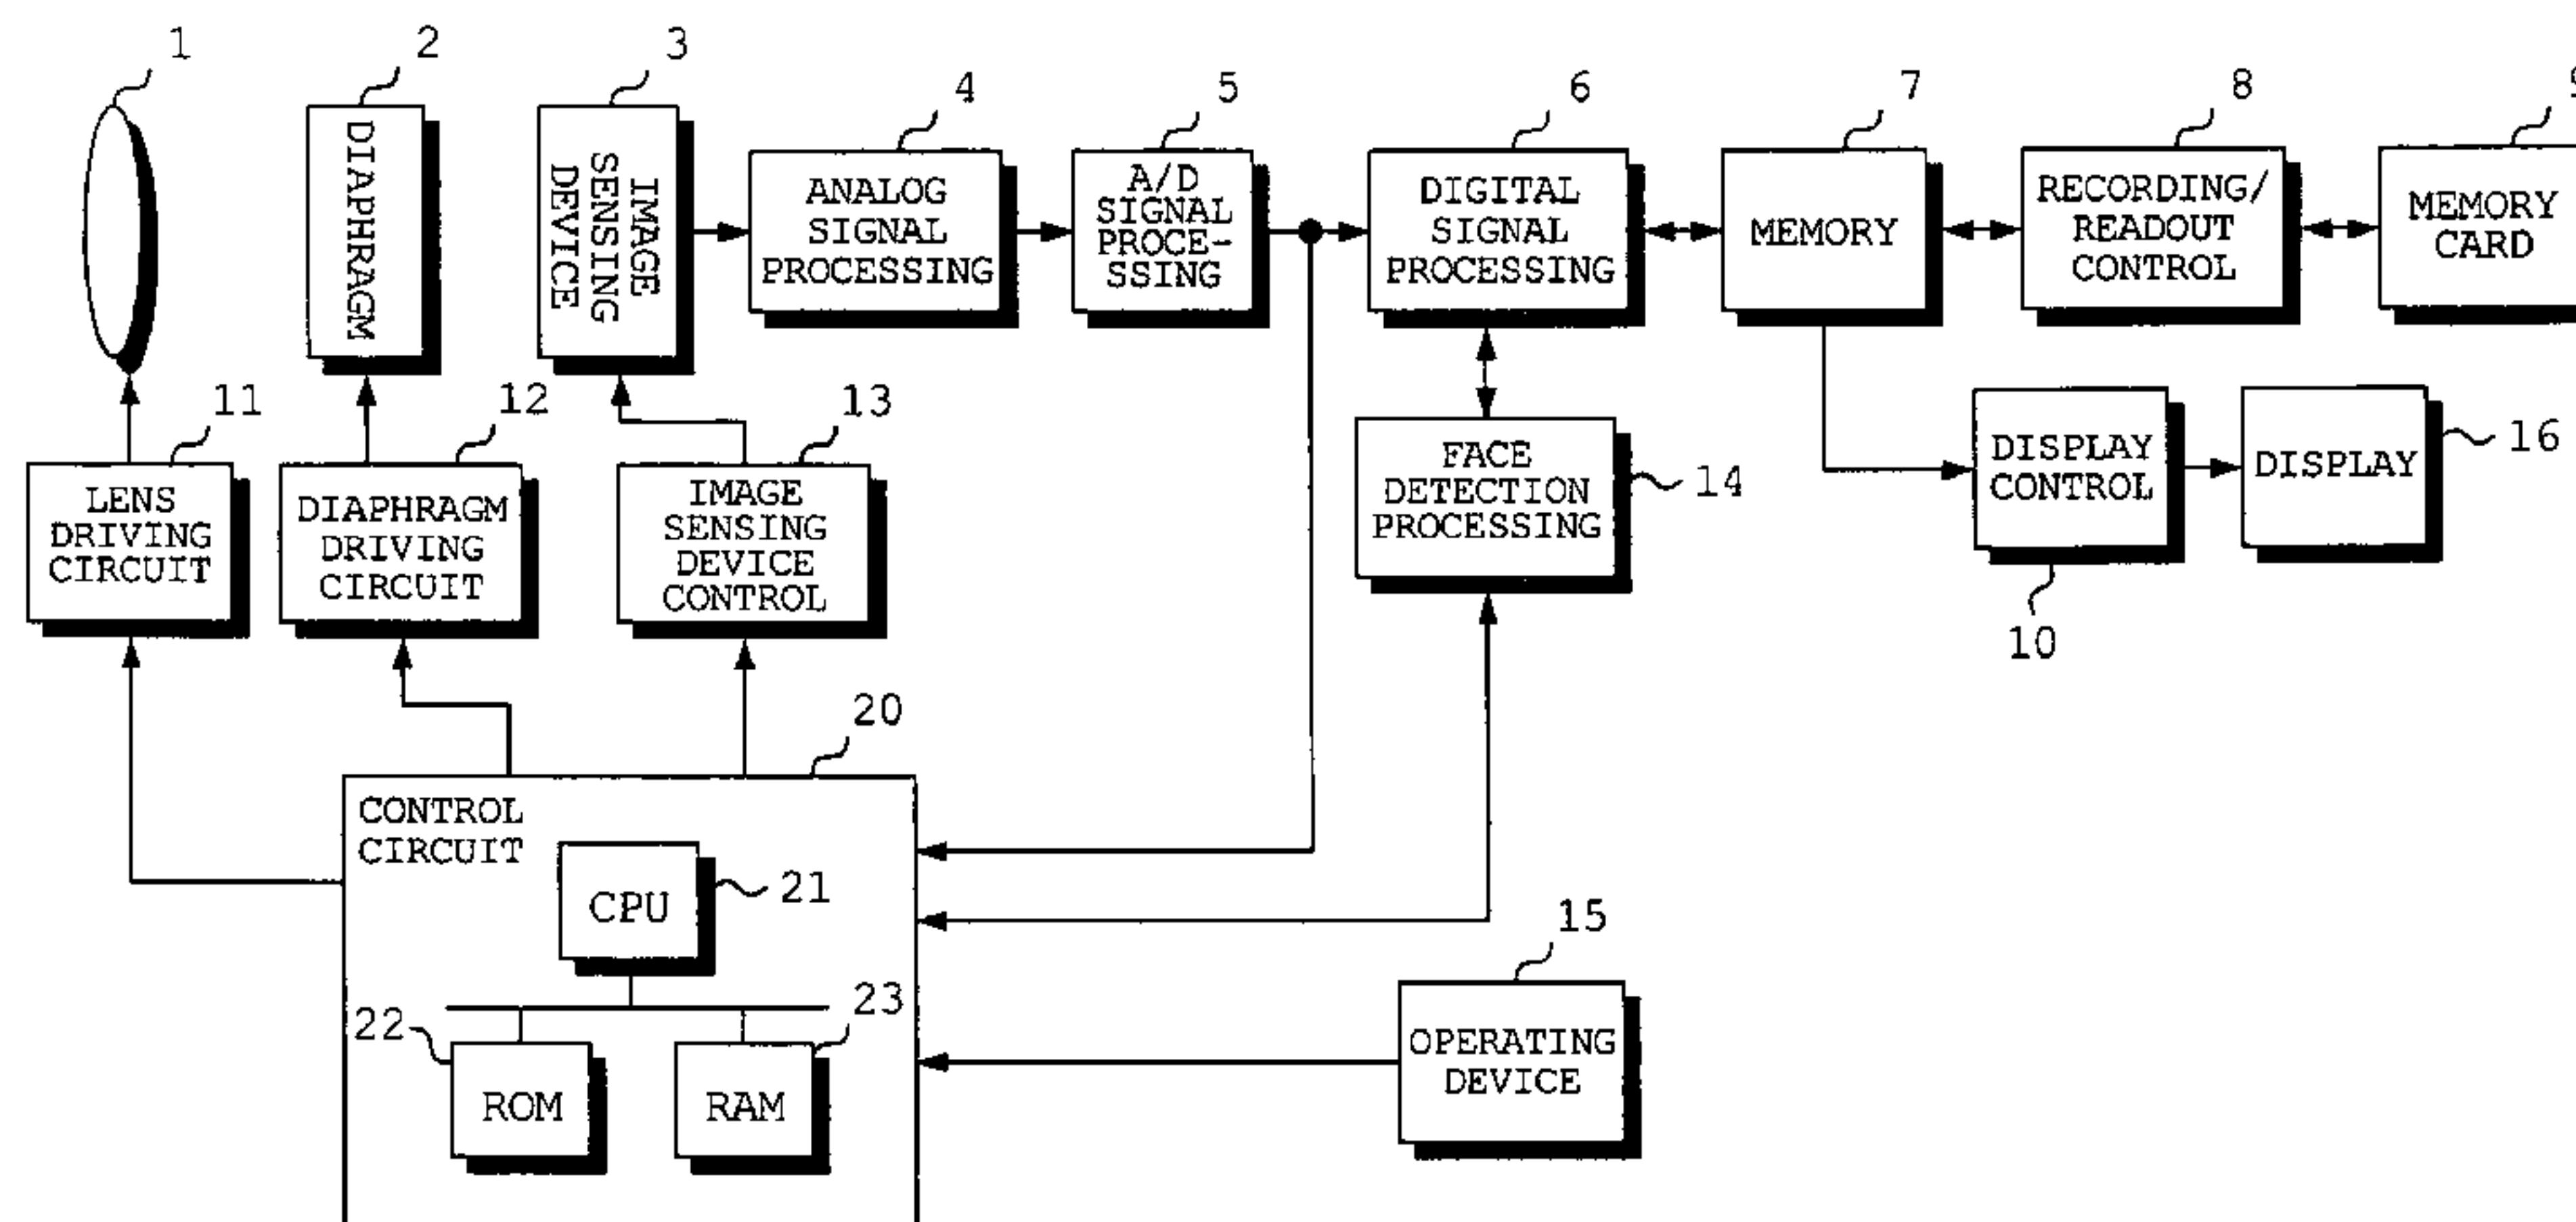 1
2
3
4
5
6
7
8
DIAPHRAGM
IMAGE
SENSING
DEVICE
ANALOG
SIGNAL
PROCESSING
A/D
SIGNAL
PROCE-
SSING
DIGITAL
SIGNAL
PROCESSING
MEMORY
RECORDING/
READOUT
CONTROL
MEMORY
CARD
11
12
13
14
16
10
LENS
DRIVING
CIRCUIT
DIAPHRAGM
DRIVING
CIRCUIT
IMAGE
SENSING
DEVICE
CONTROL
FACE
DETECTION
PROCESSING
DISPLAY
CONTROL
DISPLAY
20
CONTROL
CIRCUIT
CPU
21
22
23
ROM
RAM
15
OPERATING
DEVICE